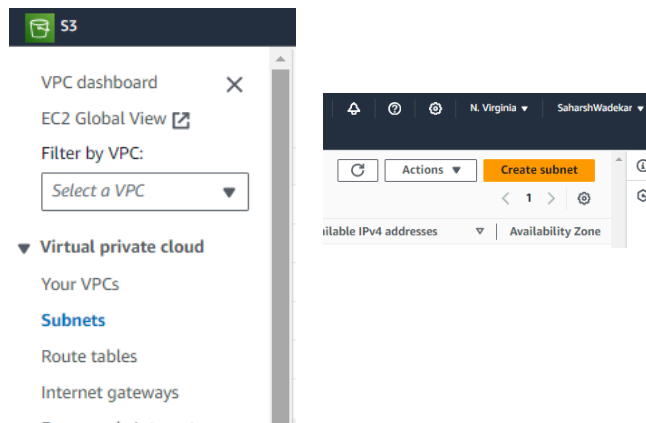 S3
VPC dashboard
EC2 Global View
Filter by VPC:
Select a VPC
Virtual private cloud
Your VPCs
Subnets
Route tables
Internet gateways
N. Virginia
SaharshWadekar
Actions
Create subnet
1
ilable IPv4 addresses
Availability Zone